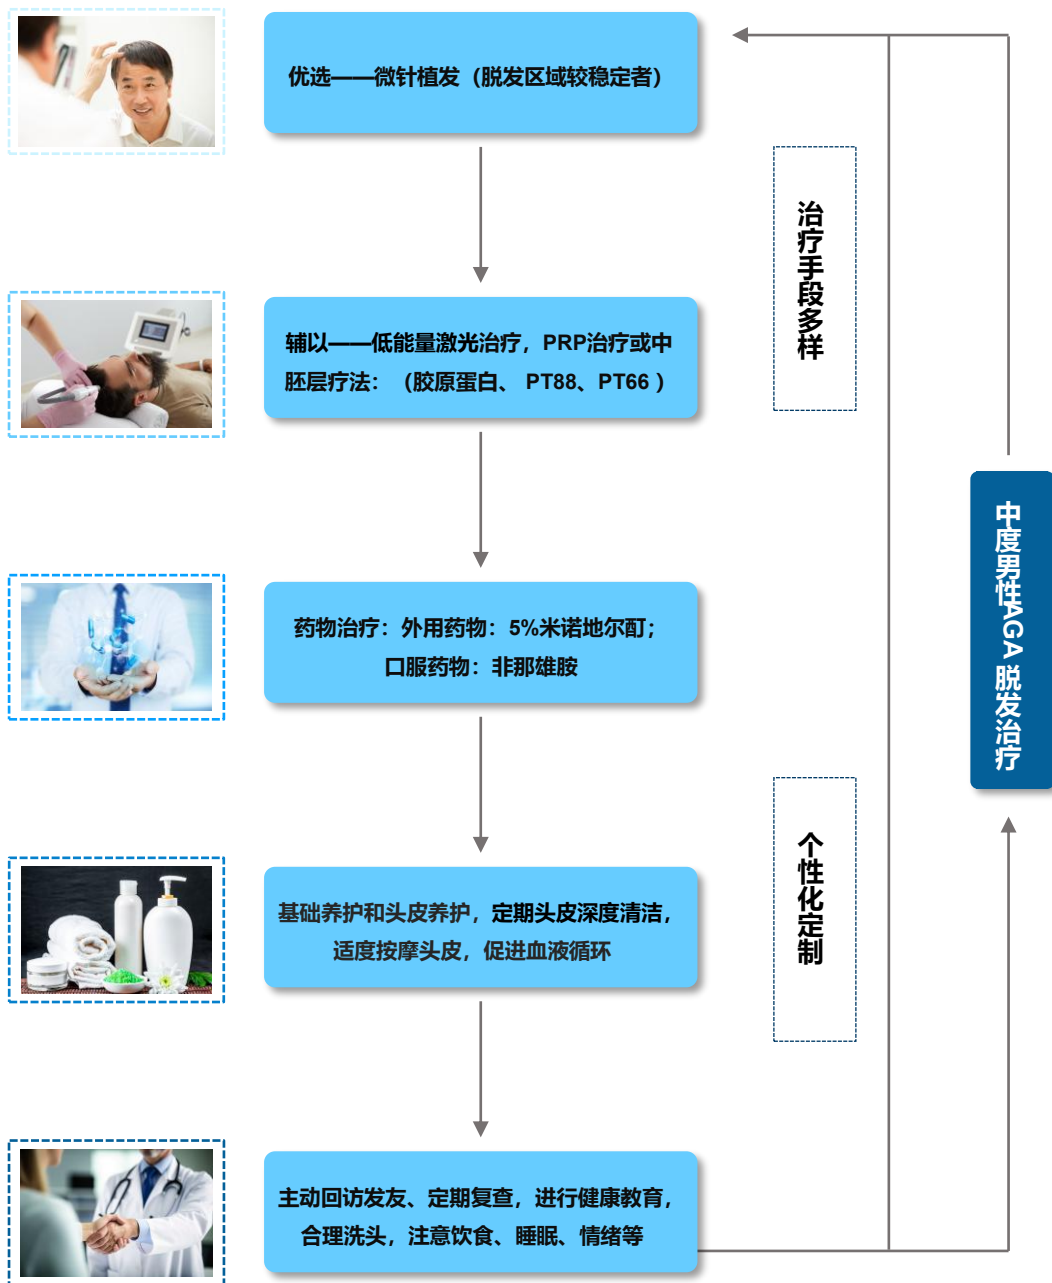 优选——微针植发（脱发区域较稳定者）
治疗手段多样
辅以——低能量激光治疗，PRP治疗或中
胚层疗法：（胶原蛋白、 PT88、PT66 ）
中度男性AGA 脱发治疗
药物治疗：外用药物：5%米诺地尔酊；
口服药物：非那雄胺
个性化定制
基础养护和头皮养护，定期头皮深度清洁，
适度按摩头皮，促进血液循环
主动回访发友、定期复查，进行健康教育，
合理洗头，注意饮食、睡眠、情绪等